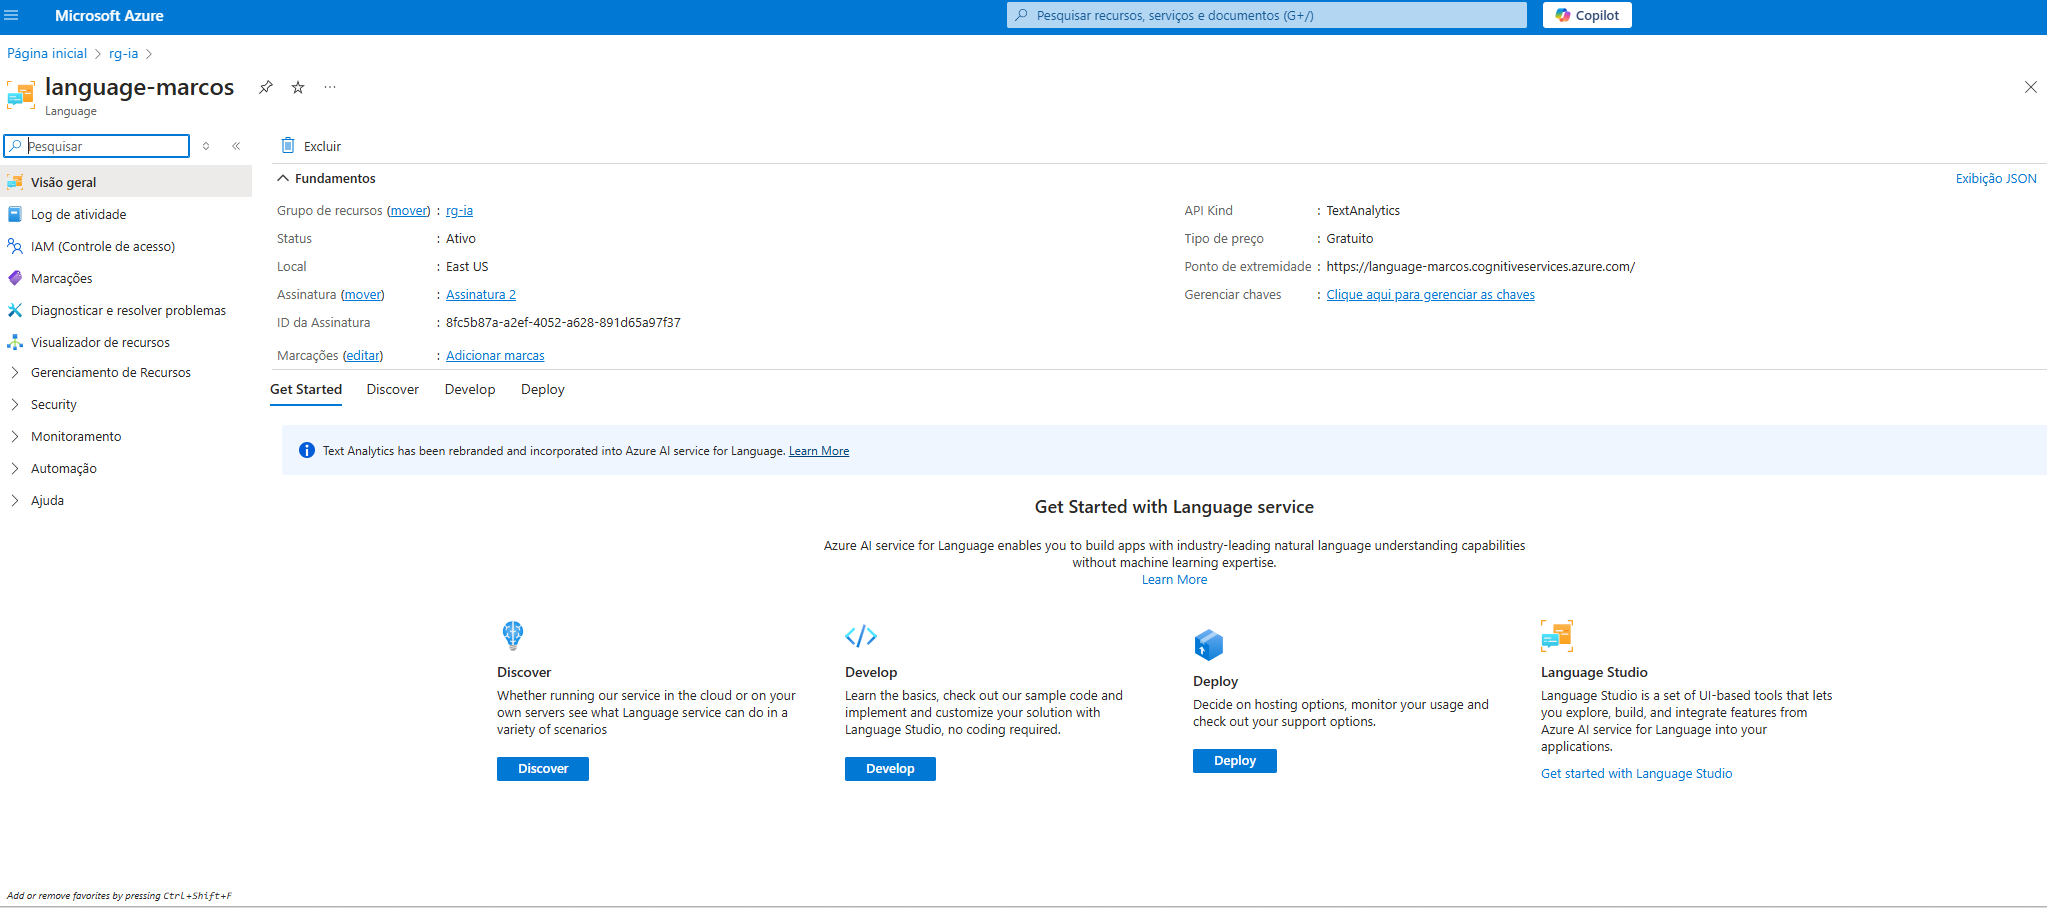 Microsoft Azure
Pesquisar recursos, serviços e documentos (G+/)
Copilot
Página inicial > rg-ia >
language-marcos
Language
Pesquisar
Excluir
Visão geral
Log de atividade
IAM (Controle de acesso)
Marcações
Diagnosticar e resolver problemas
Visualizador de recursos
Gerenciamento de Recursos
Security
Monitoramento
Automação
Ajuda
Fundamentos
Exibição JSON
Grupo de recursos (mover) : rg-ia
Status : Ativo
Local : East US
Assinatura (mover) : Assinatura 2
ID da Assinatura : 8fc5b87a-a2ef-4052-a628-891d65a97f37
Marcações (editar) : Adicionar marcas
API Kind : TextAnalytics
Tipo de preço : Gratuito
Ponto de extremidade : https://language-marcos.cognitiveservices.azure.com/
Gerenciar chaves : Clique aqui para gerenciar as chaves
Get Started Discover Develop Deploy
Text Analytics has been rebranded and incorporated into Azure AI service for Language. Learn More
Get Started with Language service
Azure AI service for Language enables you to build apps with industry-leading natural language understanding capabilities
without machine learning expertise.
Learn More
Discover
Whether running our service in the cloud or on your
own servers see what Language service can do in a
variety of scenarios
Discover
Develop
Learn the basics, check out our sample code and
implement and customize your solution with
Language Studio, no coding required.
Develop
Deploy
Decide on hosting options, monitor your usage and
check out your support options.
Deploy
Language Studio
Language Studio is a set of UI-based tools that lets
you explore, build, and integrate features from
Azure AI service for Language into your
applications.
Get started with Language Studio
Add or remove favorites by pressing Ctrl+Shift+F